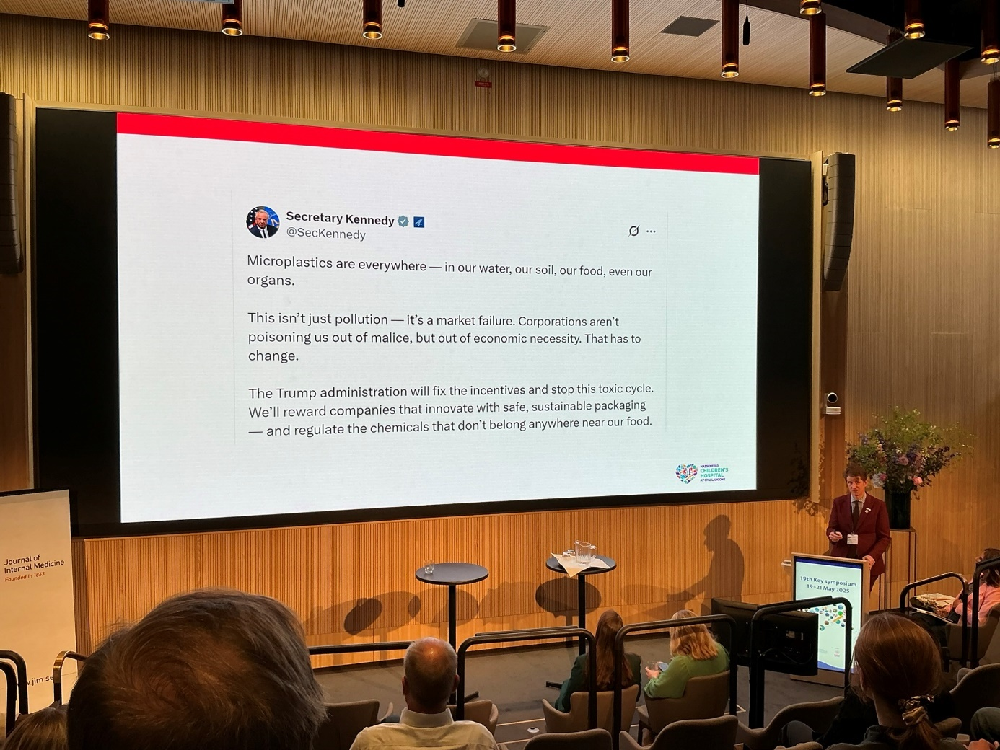 Secretary Kennedy
@SecKennedy
Microplastics are everywhere — in our water, our soil, our food, even our
organs.
This isn’t just pollution — it’s a market failure. Corporations aren’t
poisoning us out of malice, but out of economic necessity. That has to
change.
The Trump administration will fix the incentives and stop this toxic cycle.
We’ll reward companies that innovate with safe, sustainable packaging
— and regulate the chemicals that don’t belong anywhere near our food.
HASSENFELD
CHILDREN'S
HOSPITAL
AT NYU LANGONE
Journal of
Internal Medicine
Founded in 1863
w.jim.se
19th Key symposium
19-21 May 2025